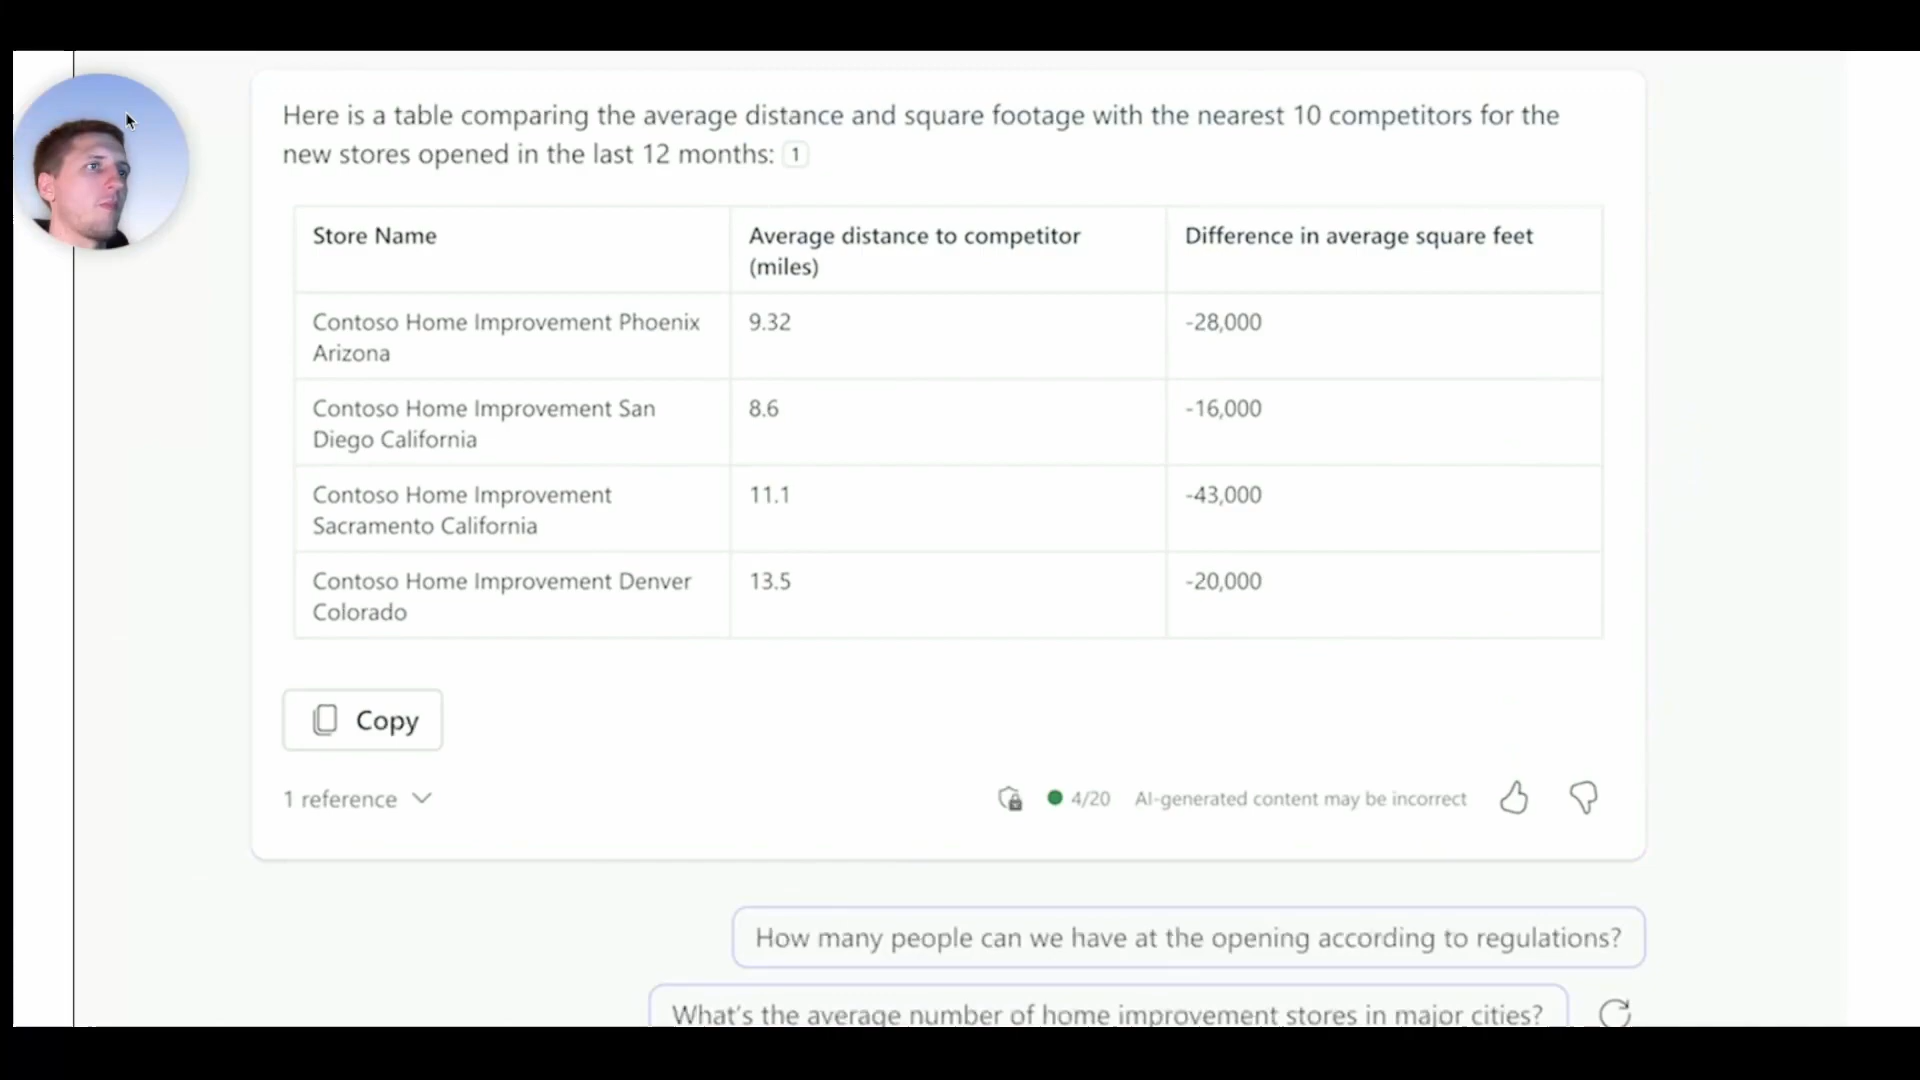 Here is a table comparing the average distance and square footage with the nearest 10 competitors for the
new stores opened in the last 12 months: 1
Store Name
Average distance to competitor
(miles)
Difference in average square feet
Contoso Home Improvement Phoenix
Arizona
9.32
-28,000
Contoso Home Improvement San
Diego California
8.6
-16,000
Contoso Home Improvement
Sacramento California
11.1
-43,000
Contoso Home Improvement Denver
Colorado
13.5
-20,000
Copy
1 reference
4/20
AI-generated content may be incorrect
How many people can we have at the opening according to regulations?
What's the average number of home improvement stores in major cities?